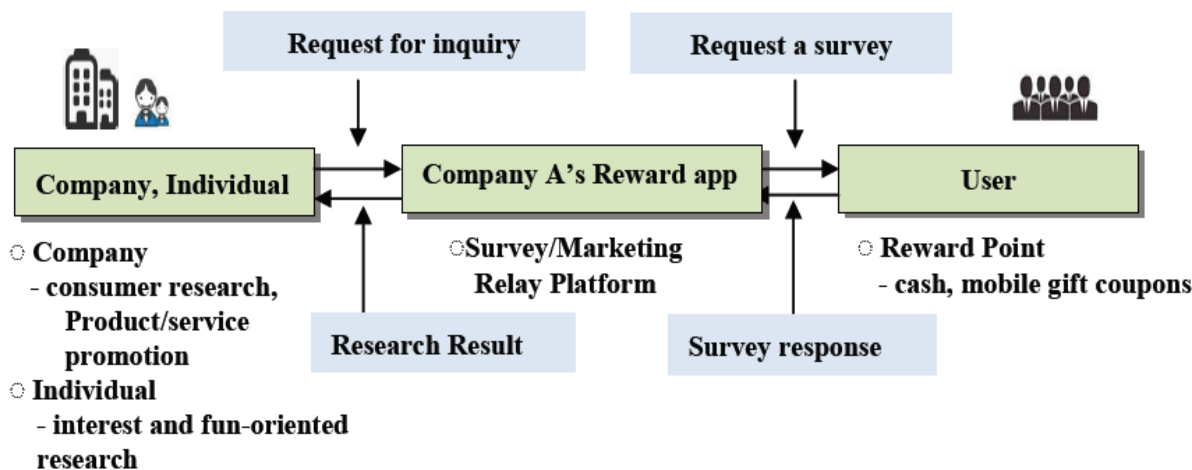 Request for inquiry
Request a survey
Company, Individual
Company A's Reward app
User
◌ Company
- consumer research,
Product/service
promotion
◌ Individual
- interest and fun-oriented
research
◌Survey/Marketing
Relay Platform
◌ Reward Point
- cash, mobile gift coupons
Research Result
Survey response